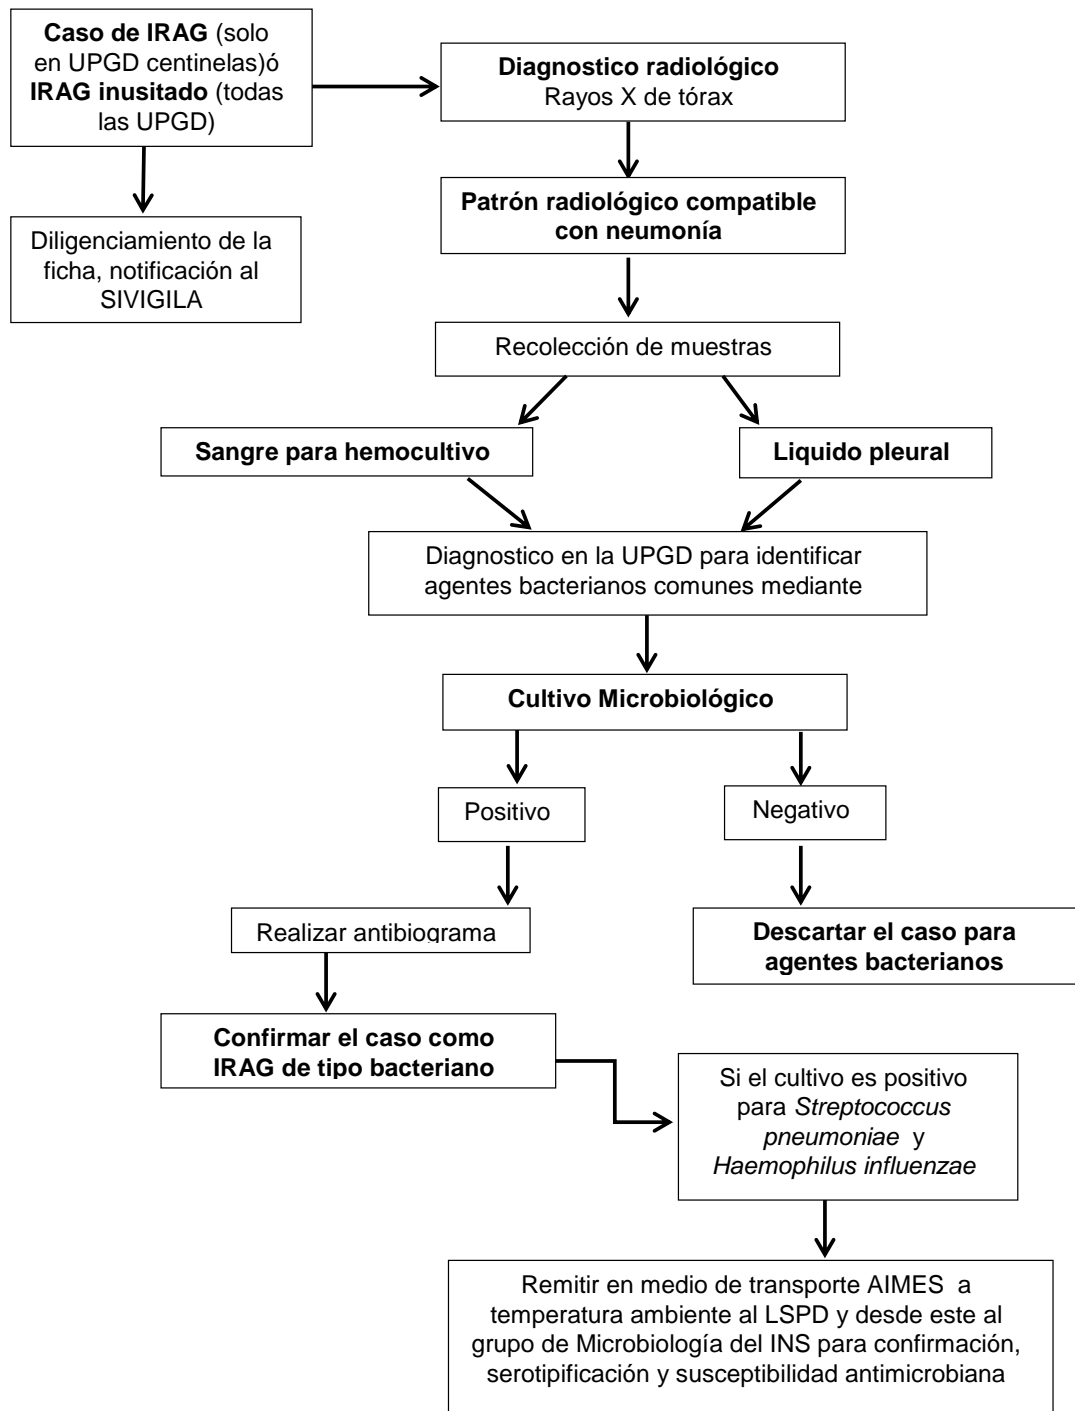 Caso de IRAG (solo
en UPGD centinelas)ó
IRAG inusitado (todas
las UPGD)
Diagnostico radiológico
Rayos X de tórax
Patrón radiológico compatible
con neumonía
Diligenciamiento de la
ficha, notificación al
SIVIGILA
Recolección de muestras
Sangre para hemocultivo
Liquido pleural
Diagnostico en la UPGD para identificar
agentes bacterianos comunes mediante
Cultivo Microbiológico
Positivo
Negativo
Realizar antibiograma
Descartar el caso para
agentes bacterianos
Confirmar el caso como
IRAG de tipo bacteriano
Si el cultivo es positivo
para Streptococcus
pneumoniae y
Haemophilus influenzae
Remitir en medio de transporte AIMES a
temperatura ambiente al LSPD y desde este al
grupo de Microbiología del INS para confirmación,
serotipificación y susceptibilidad antimicrobiana